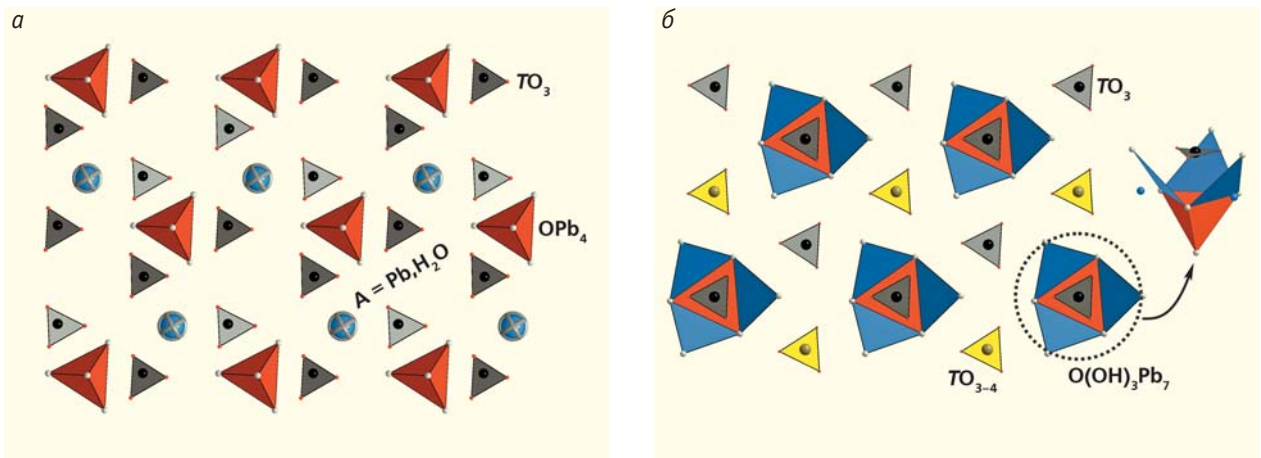 а
TO₃
OPb₄
A = Pb,H₂O
б
TO₃
TO₃₋₄
O(OH)₃Pb₇